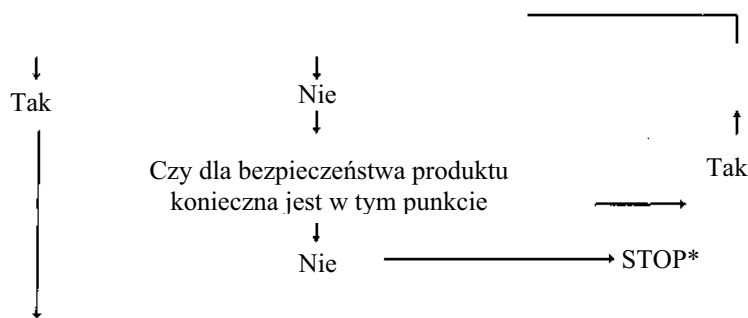 Tak
Nie
Czy dla bezpieczeństwa produktu
konieczna jest w tym punkcie
Tak
Nie
STOP*